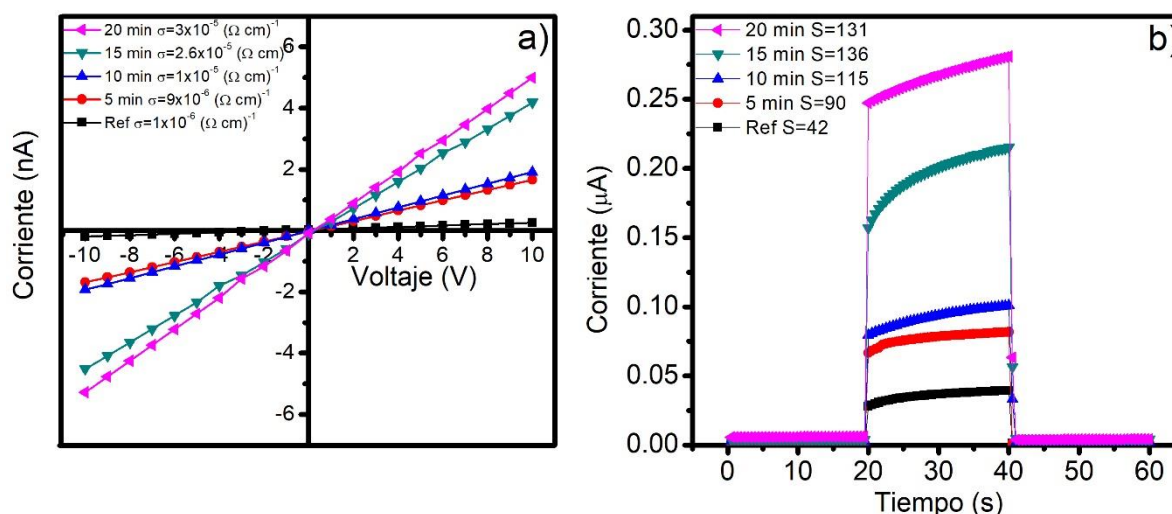 a)
20 min σ=3x10⁻⁵ (Ω cm)⁻¹
15 min σ=2.6x10⁻⁵ (Ω cm)⁻¹
10 min σ=1x10⁻⁵ (Ω cm)⁻¹
5 min σ=9x10⁻⁶ (Ω cm)⁻¹
Ref σ=1x10⁻⁶ (Ω cm)⁻¹
Corriente (nA)
6
4
2
-2
-4
-6
-10 -8 -6 -4 -2 2 4 6 8 10
Voltaje (V)
b)
20 min S=131
15 min S=136
10 min S=115
5 min S=90
Ref S=42
Corriente (μA)
0.30
0.25
0.20
0.15
0.10
0.05
0.00
0 10 20 30 40 50 60
Tiempo (s)